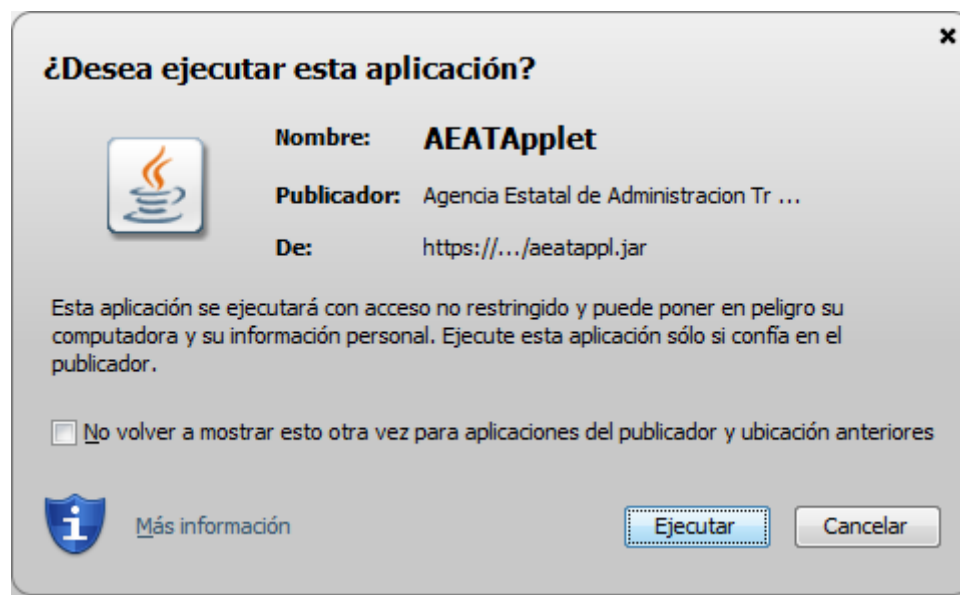 ¿Desea ejecutar esta aplicación?
Nombre: AEATApplet
Publicador: Agencia Estatal de Administracion Tr ...
De: https://.../aeatappl.jar
Esta aplicación se ejecutará con acceso no restringido y puede poner en peligro su
computadora y su información personal. Ejecute esta aplicación sólo si confía en el
publicador.
No volver a mostrar esto otra vez para aplicaciones del publicador y ubicación anteriores
Más información
Ejecutar
Cancelar